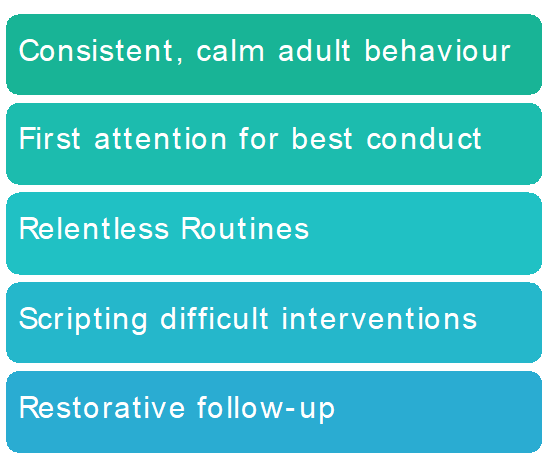 Consistent, calm adult behaviour
First attention for best conduct
Relentless Routines
Scripting difficult interventions
Restorative follow-up